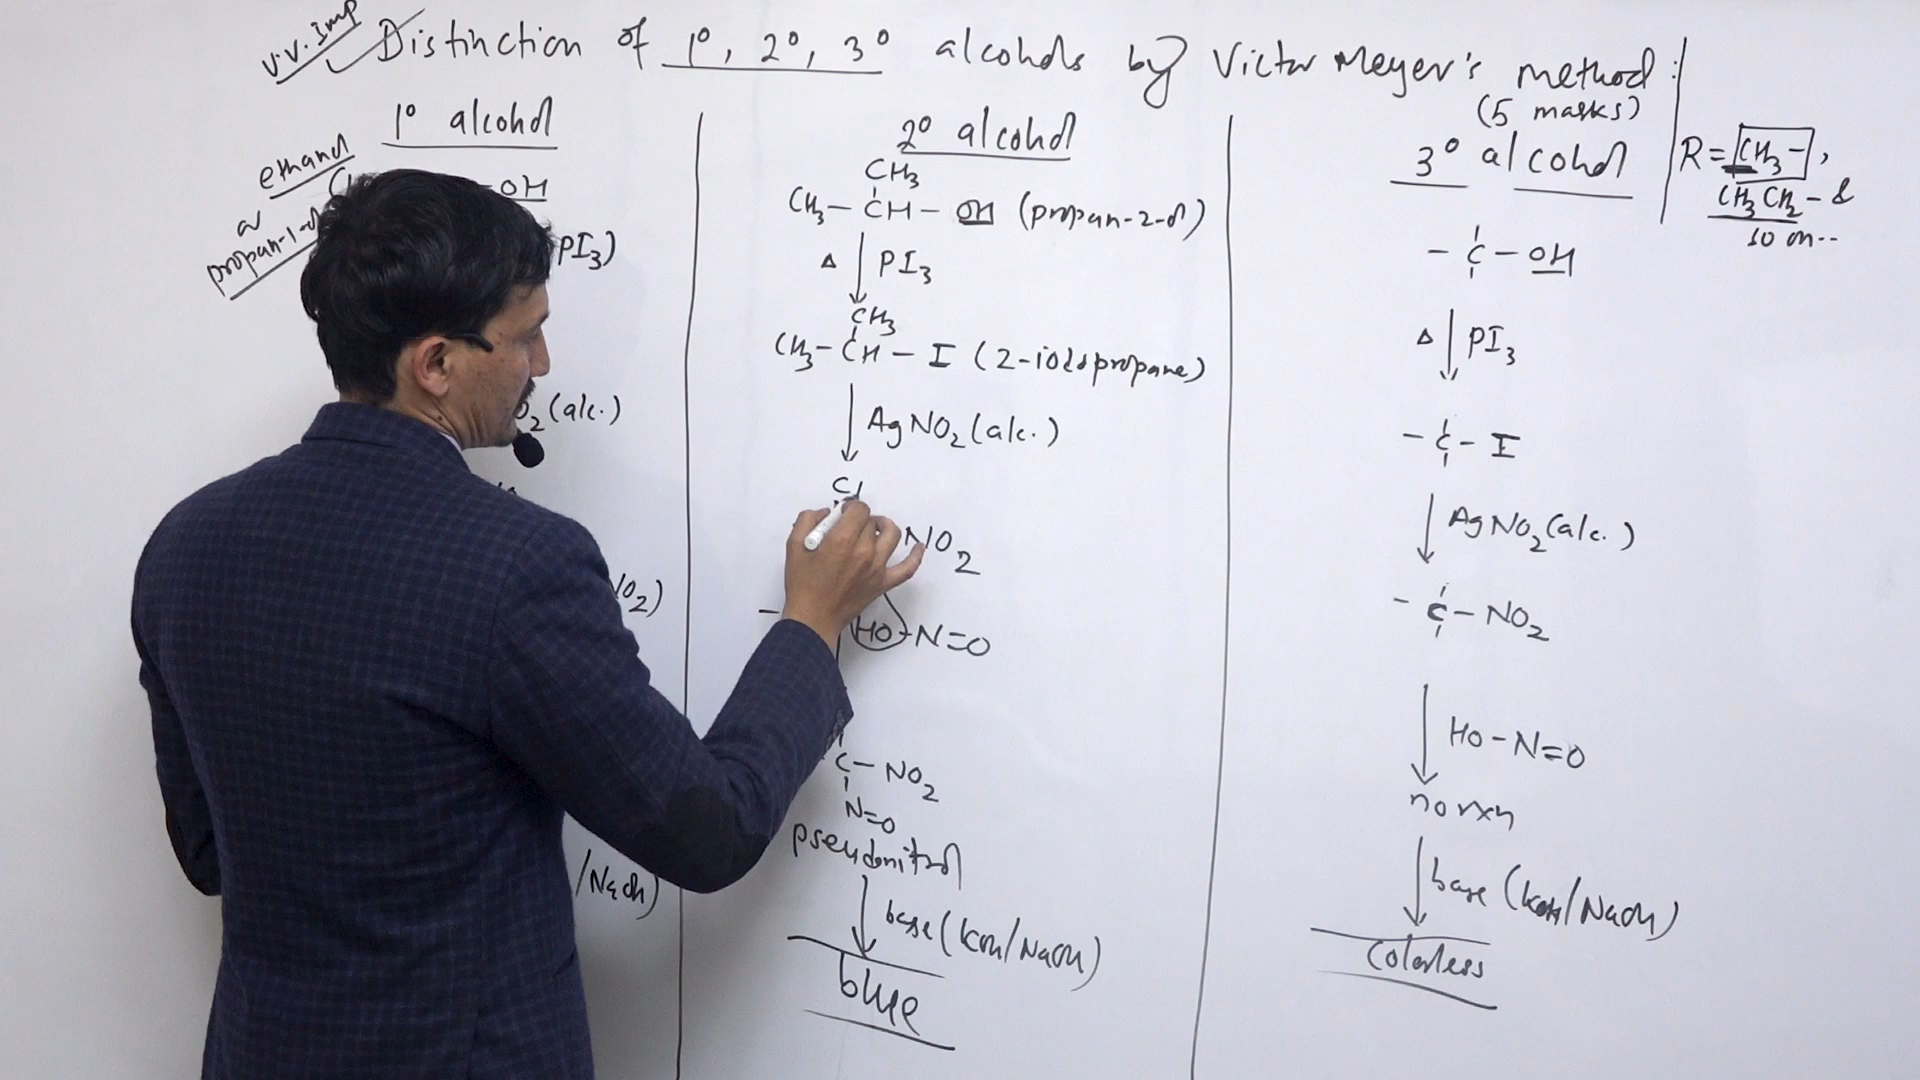 v.v. Imp
Distinction of 1°, 2°, 3° alcohols by Victor Meyer's method:
(5 marks)
1° alcohol
ethanol
-OH
propan-1-ol
PI3)
O2 (alc.)
NO2)
/NaOH)
2° alcohol
CH3
CH3-CH-OH (propan-2-ol)
Δ PI3
CH3
CH3-CH-I (2-iodopropane)
AgNO2 (alc.)
C
NO2
HO-N=O
C-NO2
N=O
pseudonitrol
base (KOH/NaOH)
blue
3° alcohol
-C-OH
Δ PI3
-C-I
AgNO2 (alc.)
-C-NO2
HO-N=O
no rxn
base (KOH/NaOH)
Colorless
R = CH3-,
CH3CH2- &
so on..